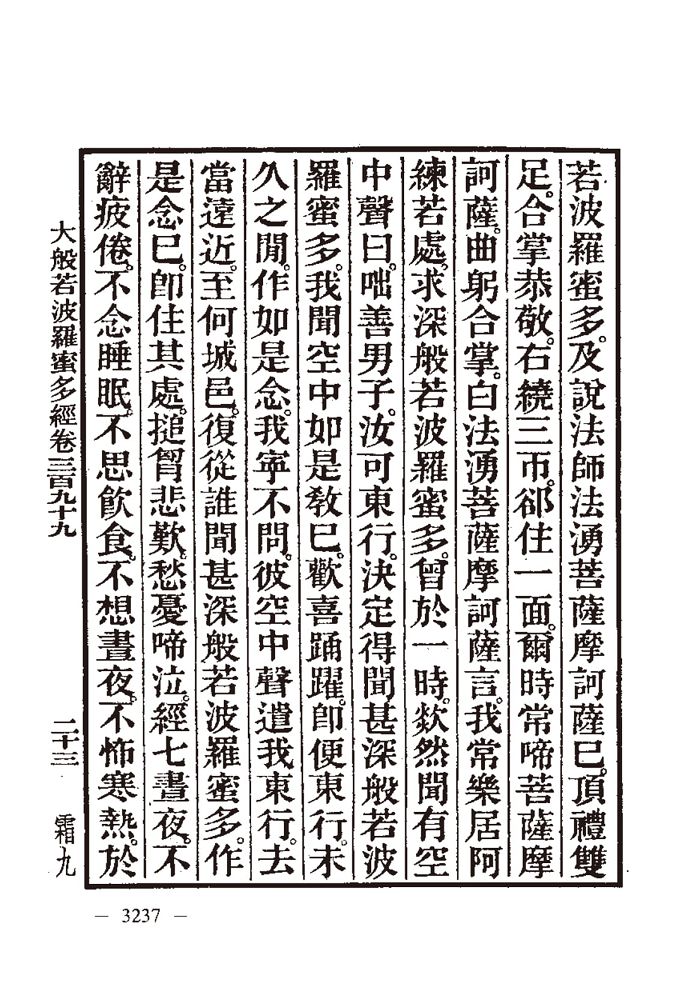 若波羅蜜多。及說法師法湧菩薩摩訶薩已。頂禮雙
足。合掌恭敬。右繞三帀。卻住一面。爾時常啼菩薩摩
訶薩。曲躬合掌。白法湧菩薩摩訶薩言。我常樂居阿
練若處。求深般若波羅蜜多。曾於一時。欻然聞有空
中聲曰。咄善男子。汝可東行。決定得聞甚深般若波
羅蜜多。我聞空中如是敎已。歡喜踊躍。卽便東行。未
久之閒。作如是念。我寧不問。彼空中聲遣我東行。去
當遠近。至何城邑。復從誰聞甚深般若波羅蜜多。作
是念已。卽住其處。搥胷悲歎。愁憂啼泣。經七晝夜。不
辭疲倦。不念睡眠。不思飮食。不想晝夜。不怖寒熱。於
大般若波羅蜜多經卷三百九十九 二十三 霜九
— 3237 —